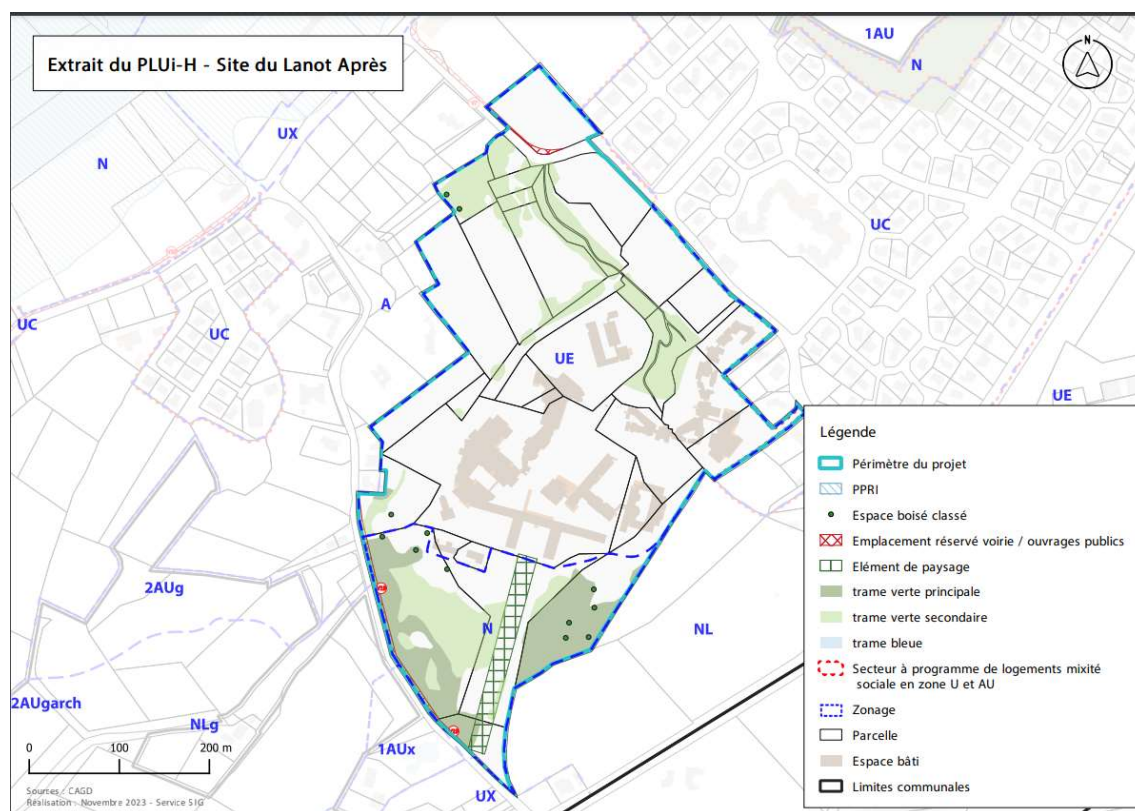 Extrait du PLUi-H - Site du Lanot Après
1AU
N
N
UX
N
UC
A
UC
UC
UE
UE
2AUg
N
NL
2AUgarch
NLg
1AUx
UX
0 100 200 m
Sources : CAGD
Réalisation : Novembre 2023 - Service SIG
Légende
Périmètre du projet
PPRI
Espace boisé classé
Emplacement réservé voirie / ouvrages publics
Elément de paysage
trame verte principale
trame verte secondaire
trame bleue
Secteur à programme de logements mixité
sociale en zone U et AU
Zonage
Parcelle
Espace bâti
Limites communales